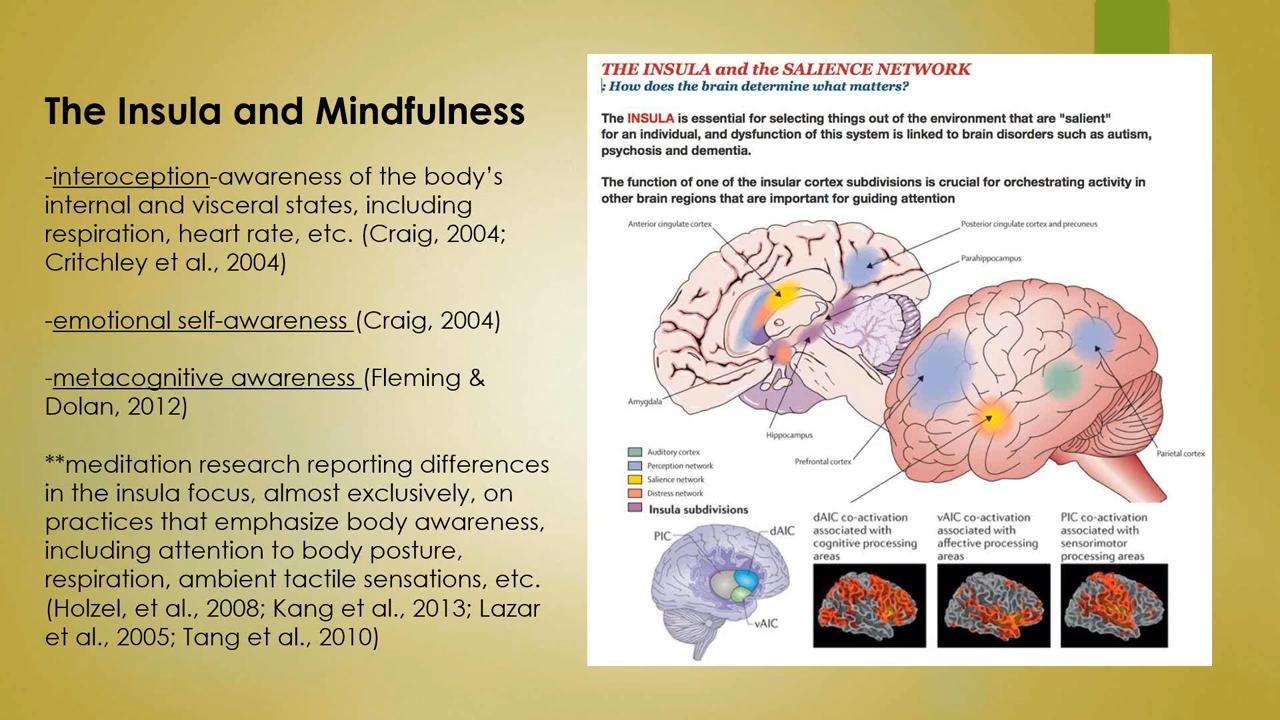 The Insula and Mindfulness
-interoception-awareness of the body’s
internal and visceral states, including
respiration, heart rate, etc. (Craig, 2004;
Critchley et al., 2004)
-emotional self-awareness (Craig, 2004)
-metacognitive awareness (Fleming &
Dolan, 2012)
**meditation research reporting differences
in the insula focus, almost exclusively, on
practices that emphasize body awareness,
including attention to body posture,
respiration, ambient tactile sensations, etc.
(Holzel, et al., 2008; Kang et al., 2013; Lazar
et al., 2005; Tang et al., 2010)
THE INSULA and the SALIENCE NETWORK
: How does the brain determine what matters?
The INSULA is essential for selecting things out of the environment that are "salient"
for an individual, and dysfunction of this system is linked to brain disorders such as autism,
psychosis and dementia.
The function of one of the insular cortex subdivisions is crucial for orchestrating activity in
other brain regions that are important for guiding attention
Anterior cingulate cortex
Posterior cingulate cortex and precuneus
Parahippocampus
Amygdala
Hippocampus
Prefrontal cortex
Parietal cortex
Auditory cortex
Perception network
Salience network
Distress network
Insula subdivisions
PIC
dAIC
vAIC
dAIC co-activation
associated with
cognitive processing
areas
vAIC co-activation
associated with
affective processing
areas
PIC co-activation
associated with
sensorimotor
processing areas